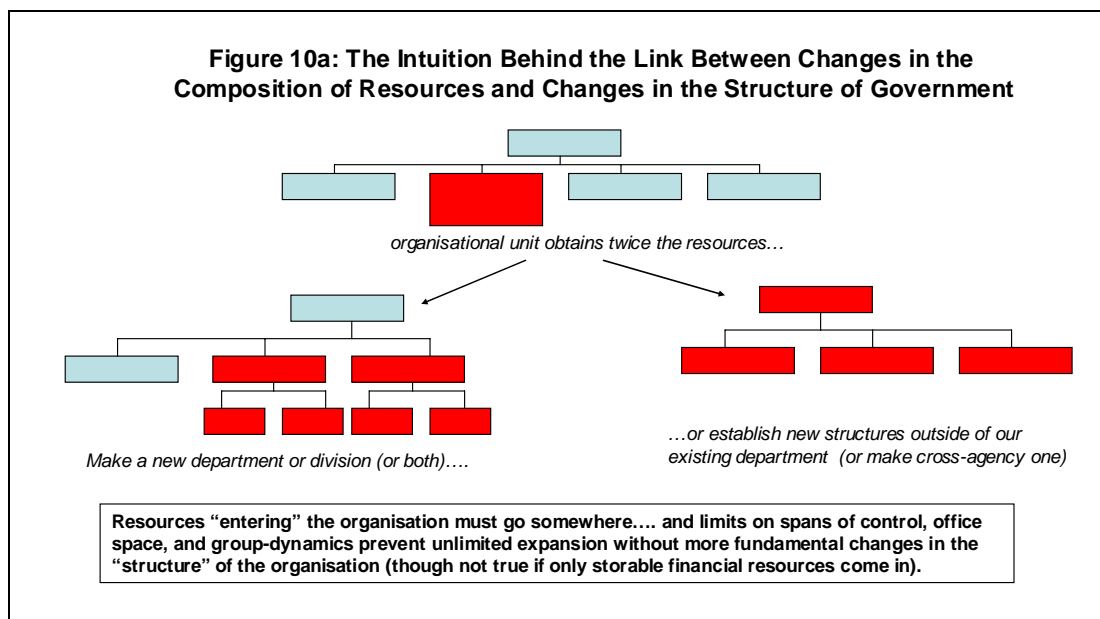 Figure 10a: The Intuition Behind the Link Between Changes in the
Composition of Resources and Changes in the Structure of Government
organisational unit obtains twice the resources…
Make a new department or division (or both)….
…or establish new structures outside of our
existing department (or make cross-agency one)
Resources “entering” the organisation must go somewhere…. and limits on spans of control, office
space, and group-dynamics prevent unlimited expansion without more fundamental changes in the
“structure” of the organisation (though not true if only storable financial resources come in).